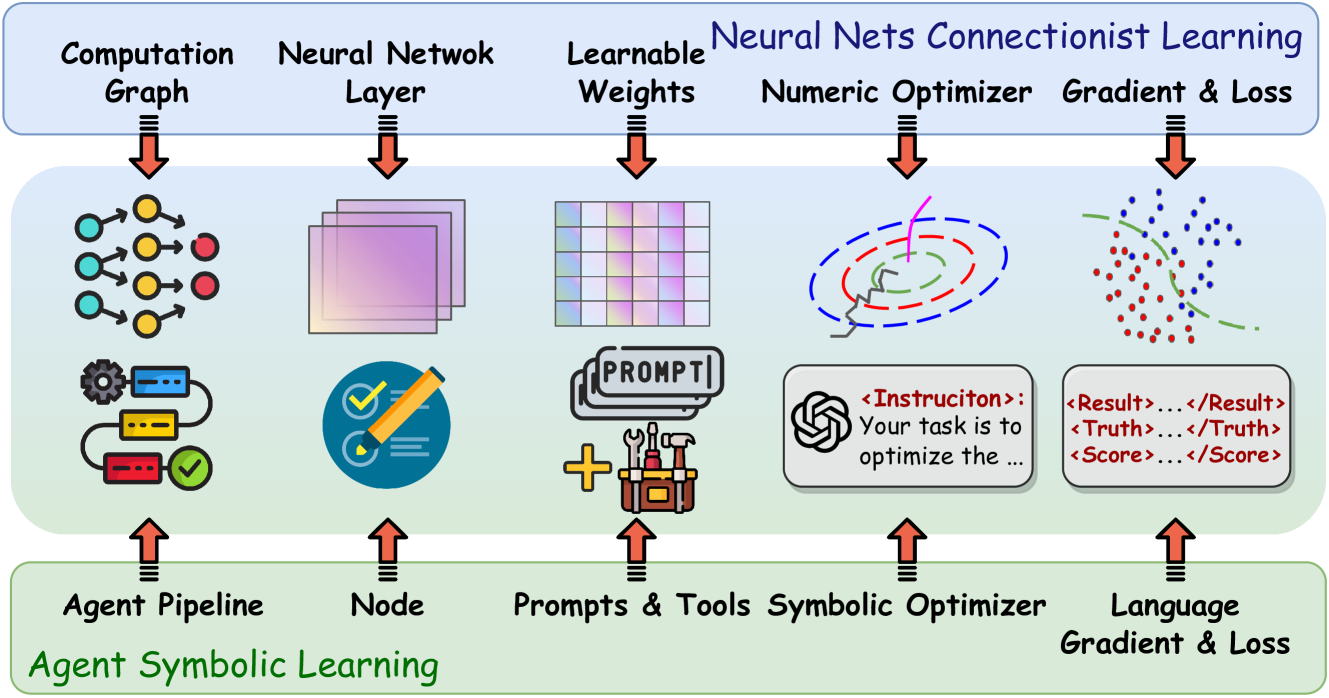 Neural Nets Connectionist Learning
Computation
Graph
Neural Netwok
Layer
Learnable
Weights
Numeric Optimizer
Gradient & Loss
PROMPT
<Instruciton>:
Your task is to
optimize the ...
<Result>...</Result>
<Truth>...</Truth>
<Score>...</Score>
Agent Pipeline
Node
Prompts & Tools
Symbolic Optimizer
Language
Gradient & Loss
Agent Symbolic Learning